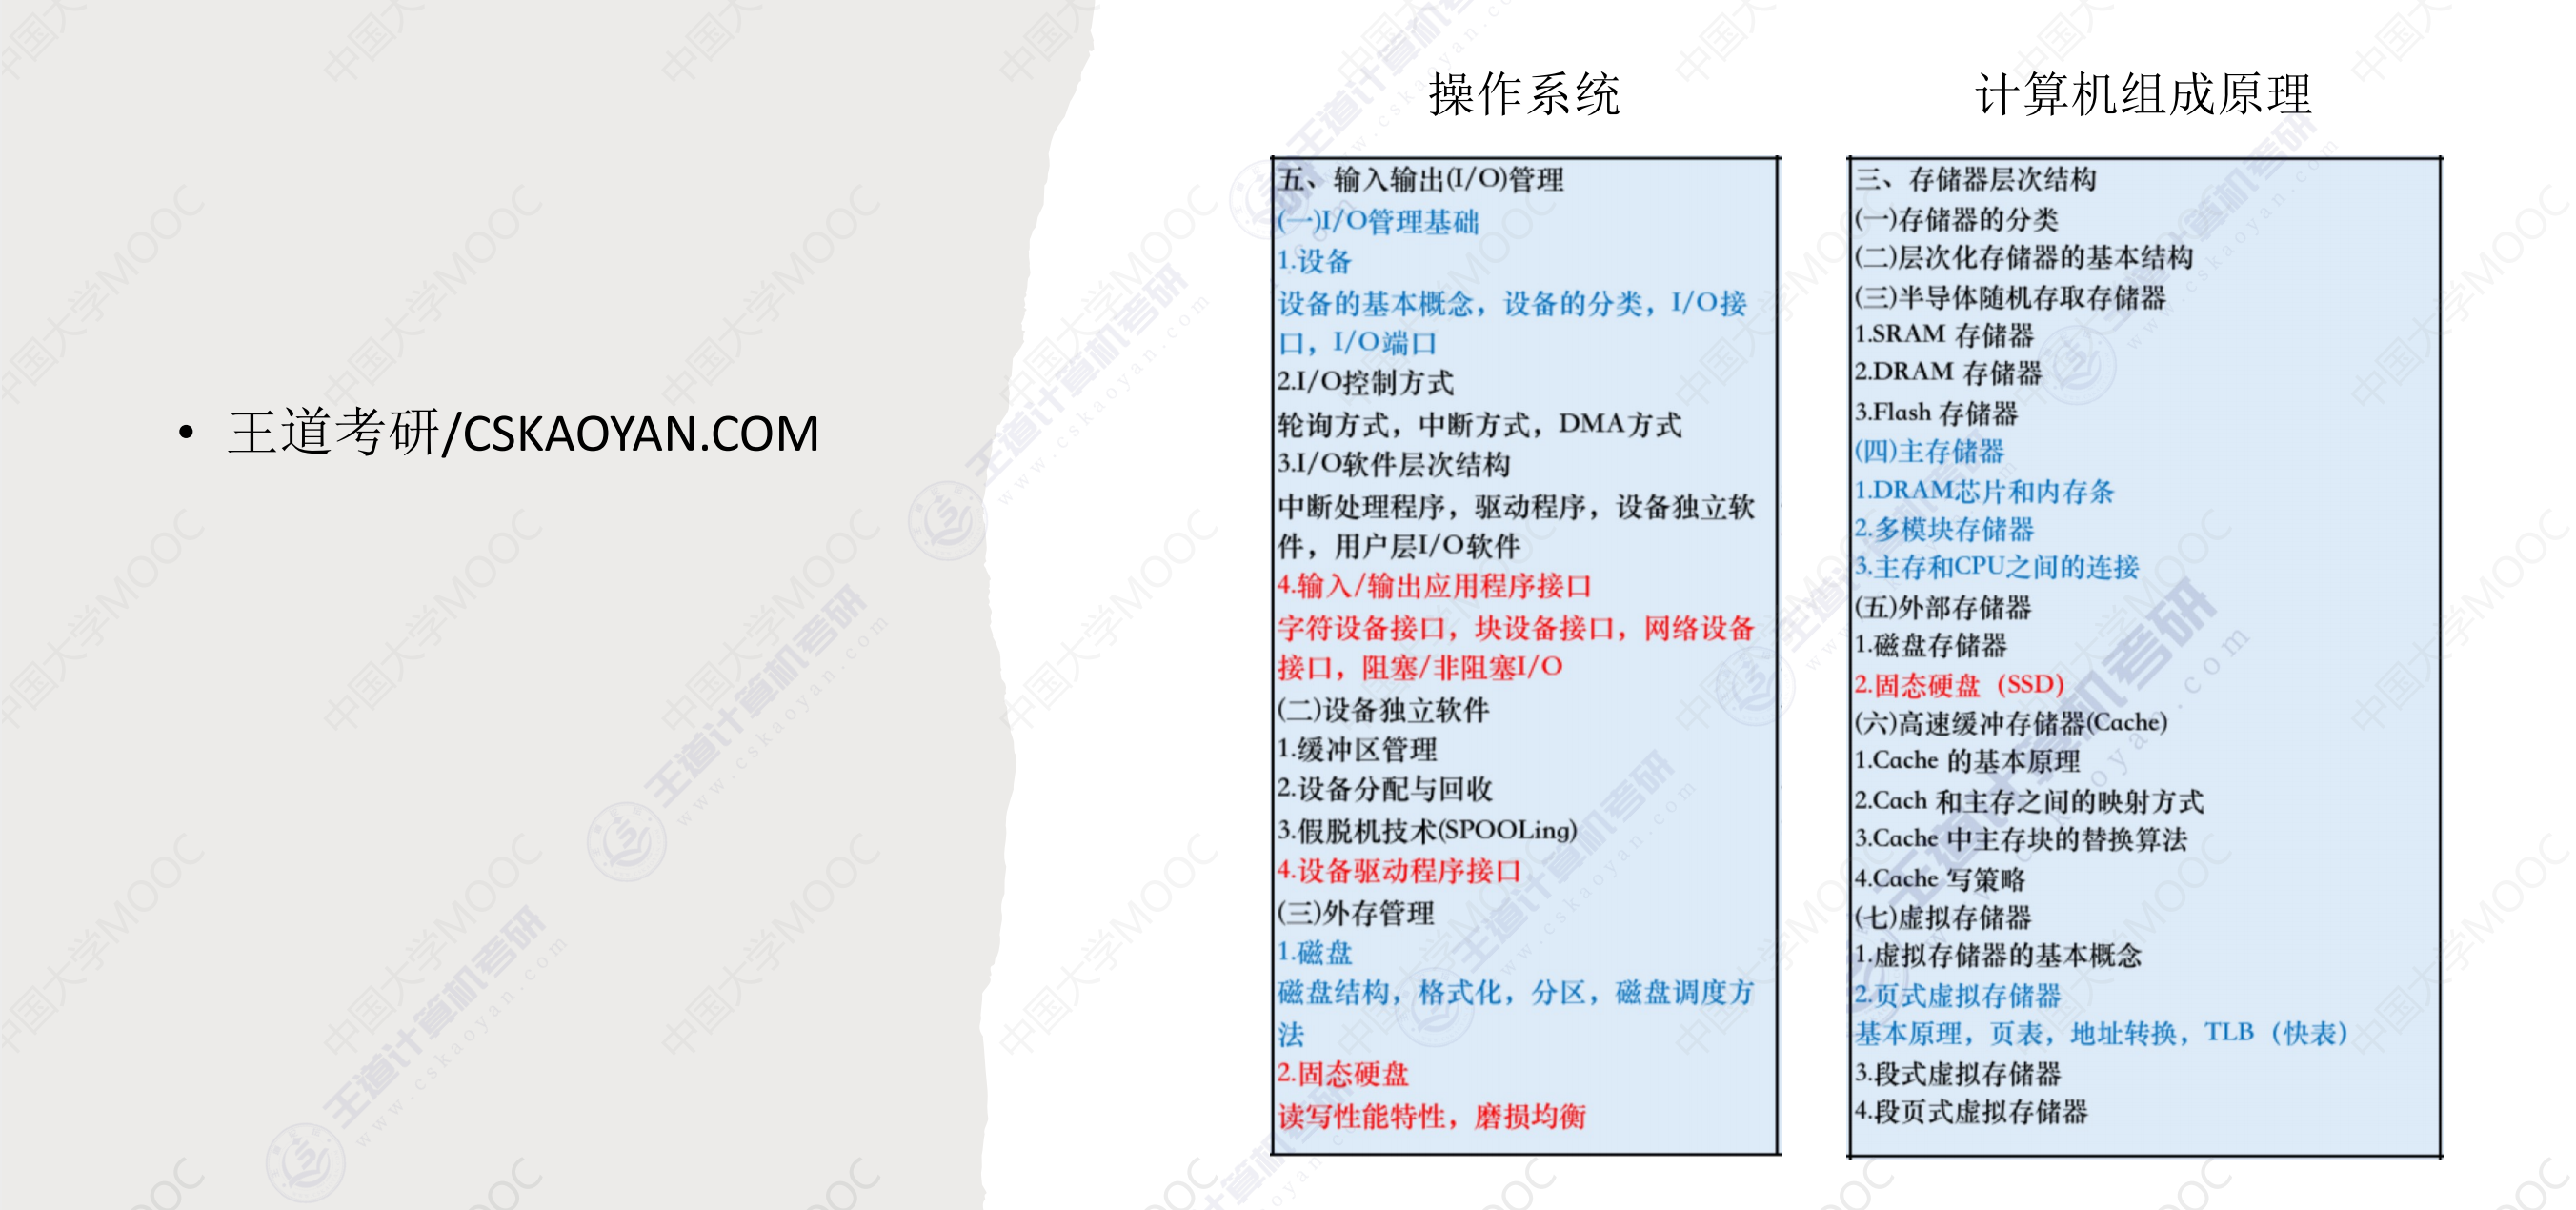 • 王道考研/CSKAOYAN.COM
操作系统
五、输入输出(I/O)管理
(一)I/O管理基础
1.设备
设备的基本概念，设备的分类，I/O接
口，I/O端口
2.I/O控制方式
轮询方式，中断方式，DMA方式
3.I/O软件层次结构
中断处理程序，驱动程序，设备独立软
件，用户层I/O软件
4.输入/输出应用程序接口
字符设备接口，块设备接口，网络设备
接口，阻塞/非阻塞I/O
(二)设备独立软件
1.缓冲区管理
2.设备分配与回收
3.假脱机技术(SPOOLing)
4.设备驱动程序接口
(三)外存管理
1.磁盘
磁盘结构，格式化，分区，磁盘调度方
法
2.固态硬盘
读写性能特性，磨损均衡
计算机组成原理
三、存储器层次结构
(一)存储器的分类
(二)层次化存储器的基本结构
(三)半导体随机存取存储器
1.SRAM 存储器
2.DRAM 存储器
3.Flash 存储器
(四)主存储器
1.DRAM芯片和内存条
2.多模块存储器
3.主存和CPU之间的连接
(五)外部存储器
1.磁盘存储器
2.固态硬盘（SSD）
(六)高速缓冲存储器(Cache)
1.Cache 的基本原理
2.Cach 和主存之间的映射方式
3.Cache 中主存块的替换算法
4.Cache 写策略
(七)虚拟存储器
1.虚拟存储器的基本概念
2.页式虚拟存储器
基本原理，页表，地址转换，TLB（快表）
3.段式虚拟存储器
4.段页式虚拟存储器
中国大学MOOC
王道计算机考研
www.cskaoyan.com